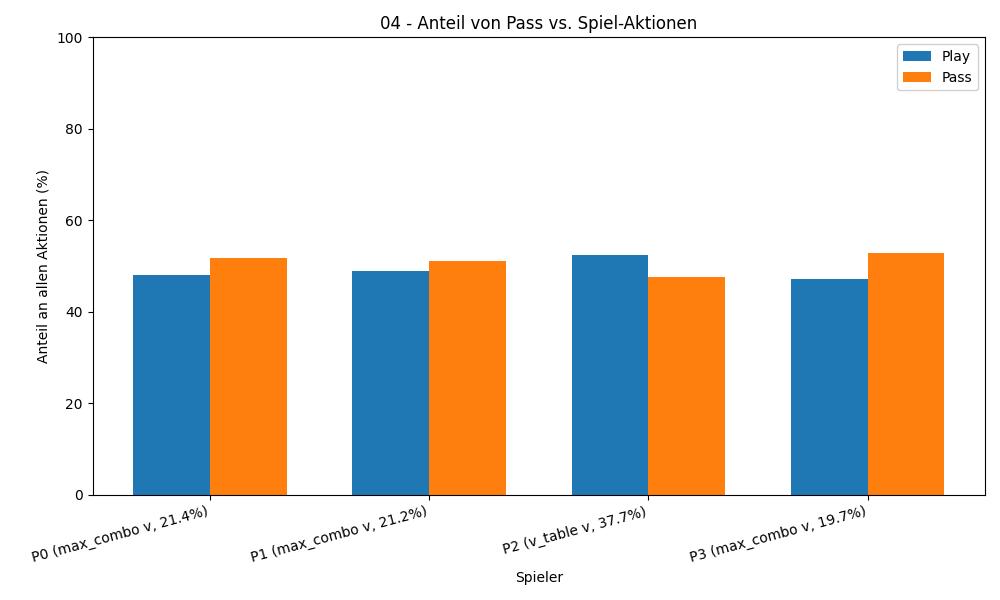 04 - Anteil von Pass vs. Spiel-Aktionen
Play
Pass
Anteil an allen Aktionen (%)
100
80
60
40
20
0
P0 (max_combo v, 21.4%)
P1 (max_combo v, 21.2%)
P2 (v_table v, 37.7%)
P3 (max_combo v, 19.7%)
Spieler